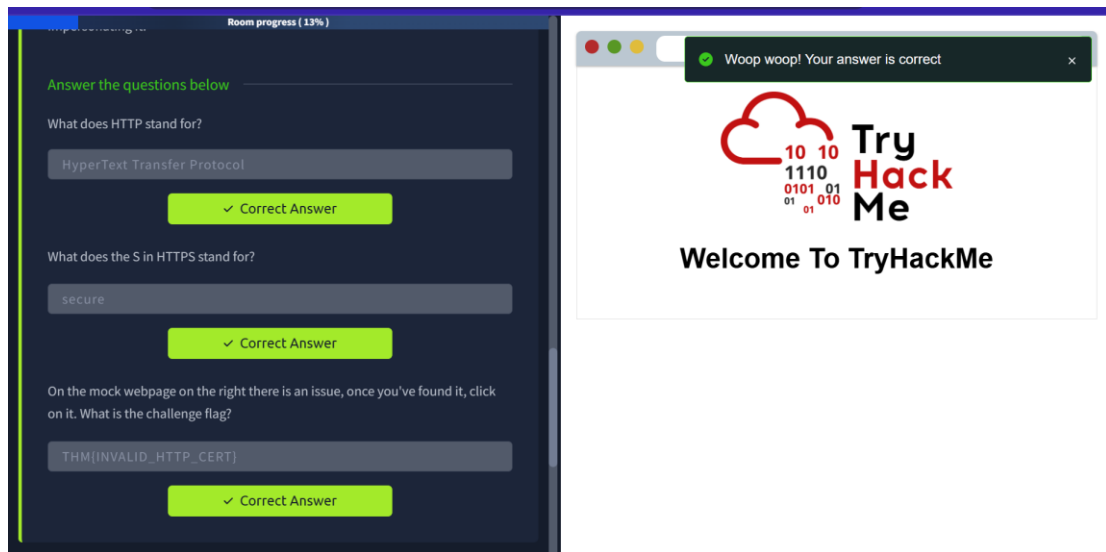 Room progress ( 13% )
impersonating it.
Answer the questions below
What does HTTP stand for?
HyperText Transfer Protocol
✓ Correct Answer
What does the S in HTTPS stand for?
secure
✓ Correct Answer
On the mock webpage on the right there is an issue, once you've found it, click
on it. What is the challenge flag?
THM{INVALID_HTTP_CERT}
✓ Correct Answer
Woop woop! Your answer is correct
×
10 10
1110
0101 01
01 010
01
Try
Hack
Me
Welcome To TryHackMe